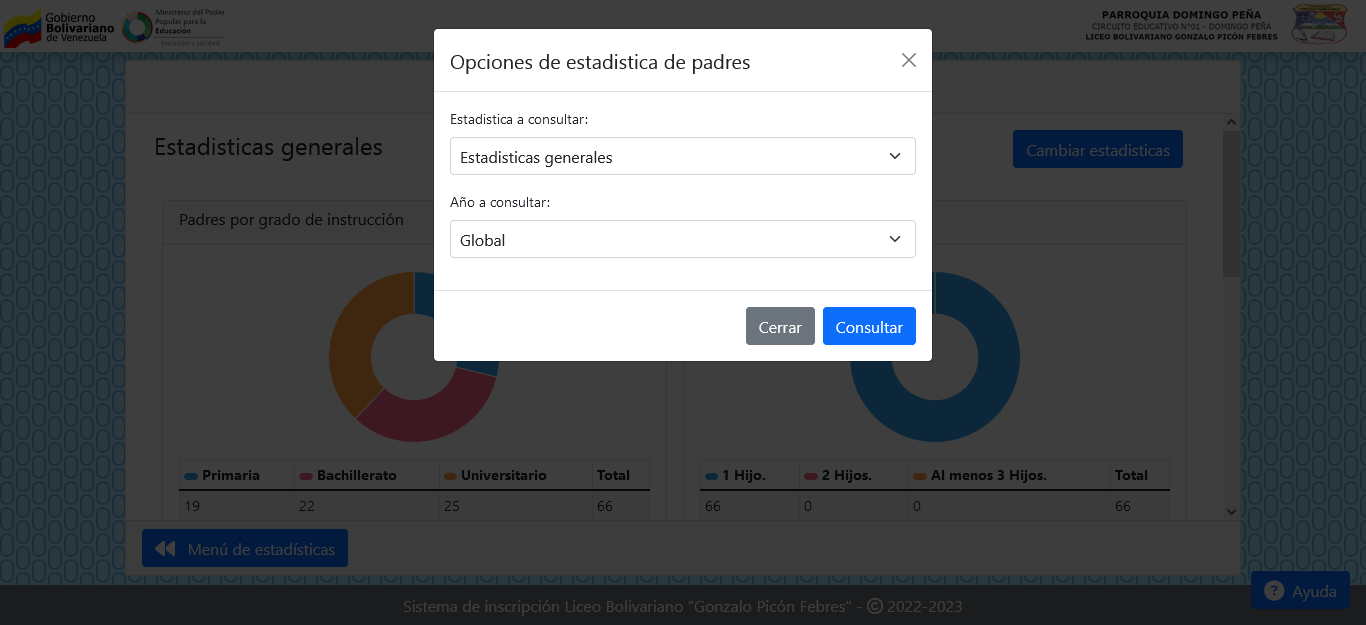 Gobierno
Bolivariano
de Venezuela
Ministerio del Poder
Popular para la
Educación
Inclusión y calidad
PARROQUIA DOMINGO PEÑA
CIRCUITO EDUCATIVO N°01 - DOMINGO PEÑA
LICEO BOLIVARIANO GONZALO PICÓN FEBRES
Opciones de estadistica de padres
Estadistica a consultar:
Estadisticas generales
Año a consultar:
Global
Cerrar
Consultar
Estadisticas generales
Cambiar estadisticas
Padres por grado de instrucción
Primaria Bachillerato Universitario Total
19 22 25 66
1 Hijo. 2 Hijos. Al menos 3 Hijos. Total
66 0 0 66
Menú de estadísticas
Sistema de inscripción Liceo Bolivariano "Gonzalo Picón Febres" - © 2022-2023
? Ayuda